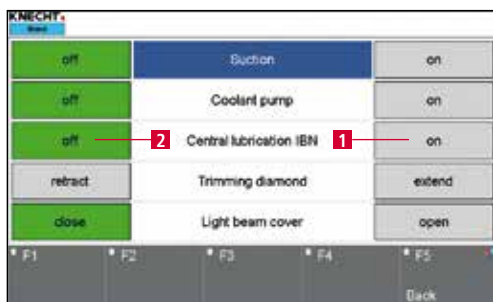 KNECHT
off Suction on
off Coolant pump on
off 2 Central lubrication IBN 1 on
retract Trimming diamond extend
close Light beam cover open
F1 F2 F3 F4 F5
Back